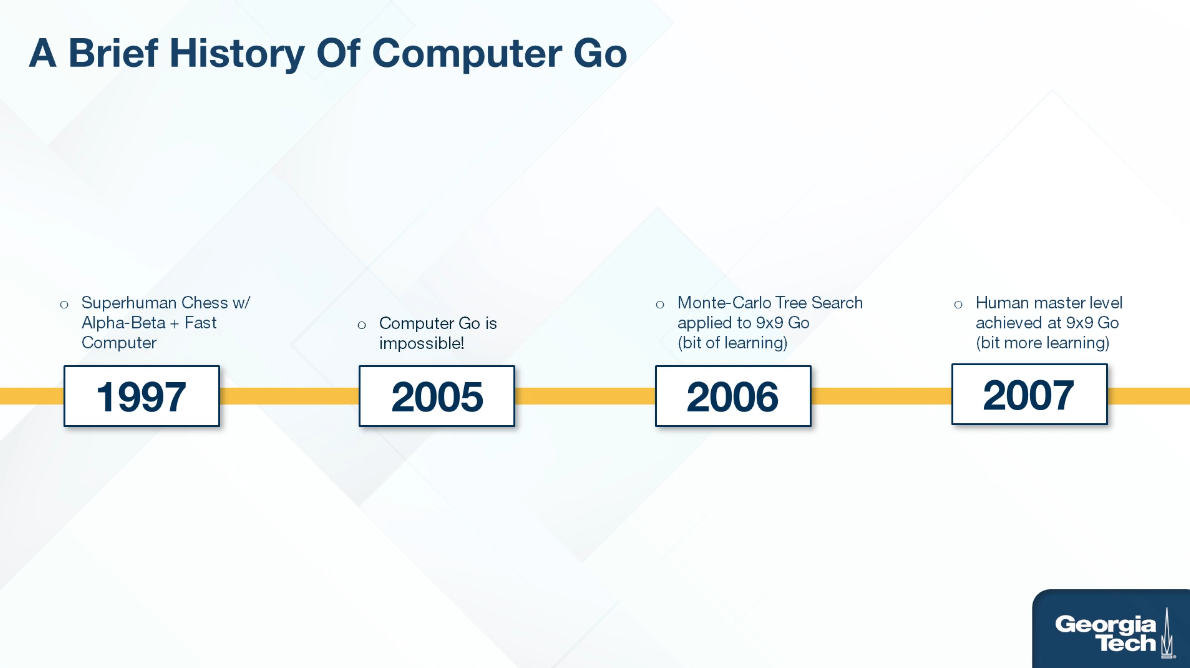 A Brief History Of Computer Go
○ Superhuman Chess w/
Alpha-Beta + Fast
Computer
○ Computer Go is
impossible!
○ Monte-Carlo Tree Search
applied to 9x9 Go
(bit of learning)
○ Human master level
achieved at 9x9 Go
(bit more learning)
1997
2005
2006
2007
Georgia
Tech